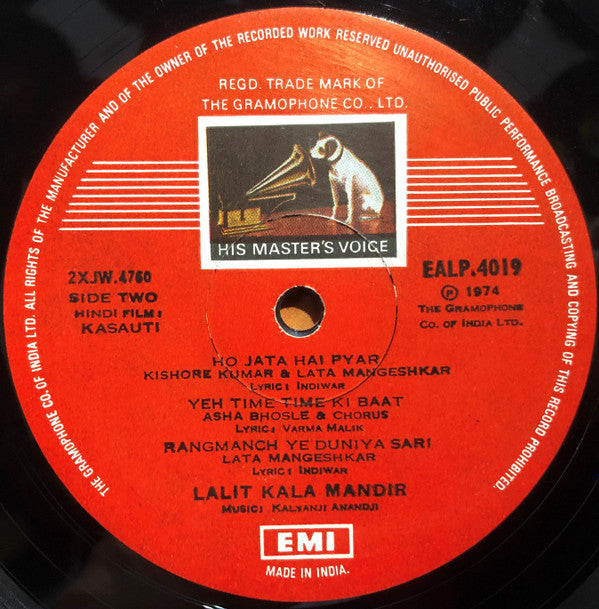 THE GRAMOPHONE CO. OF INDIA LTD. ALL RIGHTS OF THE MANUFACTURER AND OF THE OWNER OF THE RECORDED WORK RESERVED UNAUTHORISED PUBLIC PERFORMANCE BROADCASTING AND COPYING OF THIS RECORD PROHIBITED.
REGD. TRADE MARK OF
THE GRAMOPHONE CO., LTD.
HIS MASTER'S VOICE
2XJW.4760
SIDE TWO
HINDI FILM:
KASAUTI
EALP.4019
℗ 1974
THE GRAMOPHONE
CO. OF INDIA LTD.
HO JATA HAI PYAR
KISHORE KUMAR & LATA MANGESHKAR
LYRIC: INDIWAR
YEH TIME TIME KI BAAT
ASHA BHOSLE & CHORUS
LYRIC: VARMA MALIK
RANGMANCH YE DUNIYA SARI
LATA MANGESHKAR
LYRIC: INDIWAR
LALIT KALA MANDIR
MUSIC: KALYANJI ANANDJI
EMI
MADE IN INDIA.